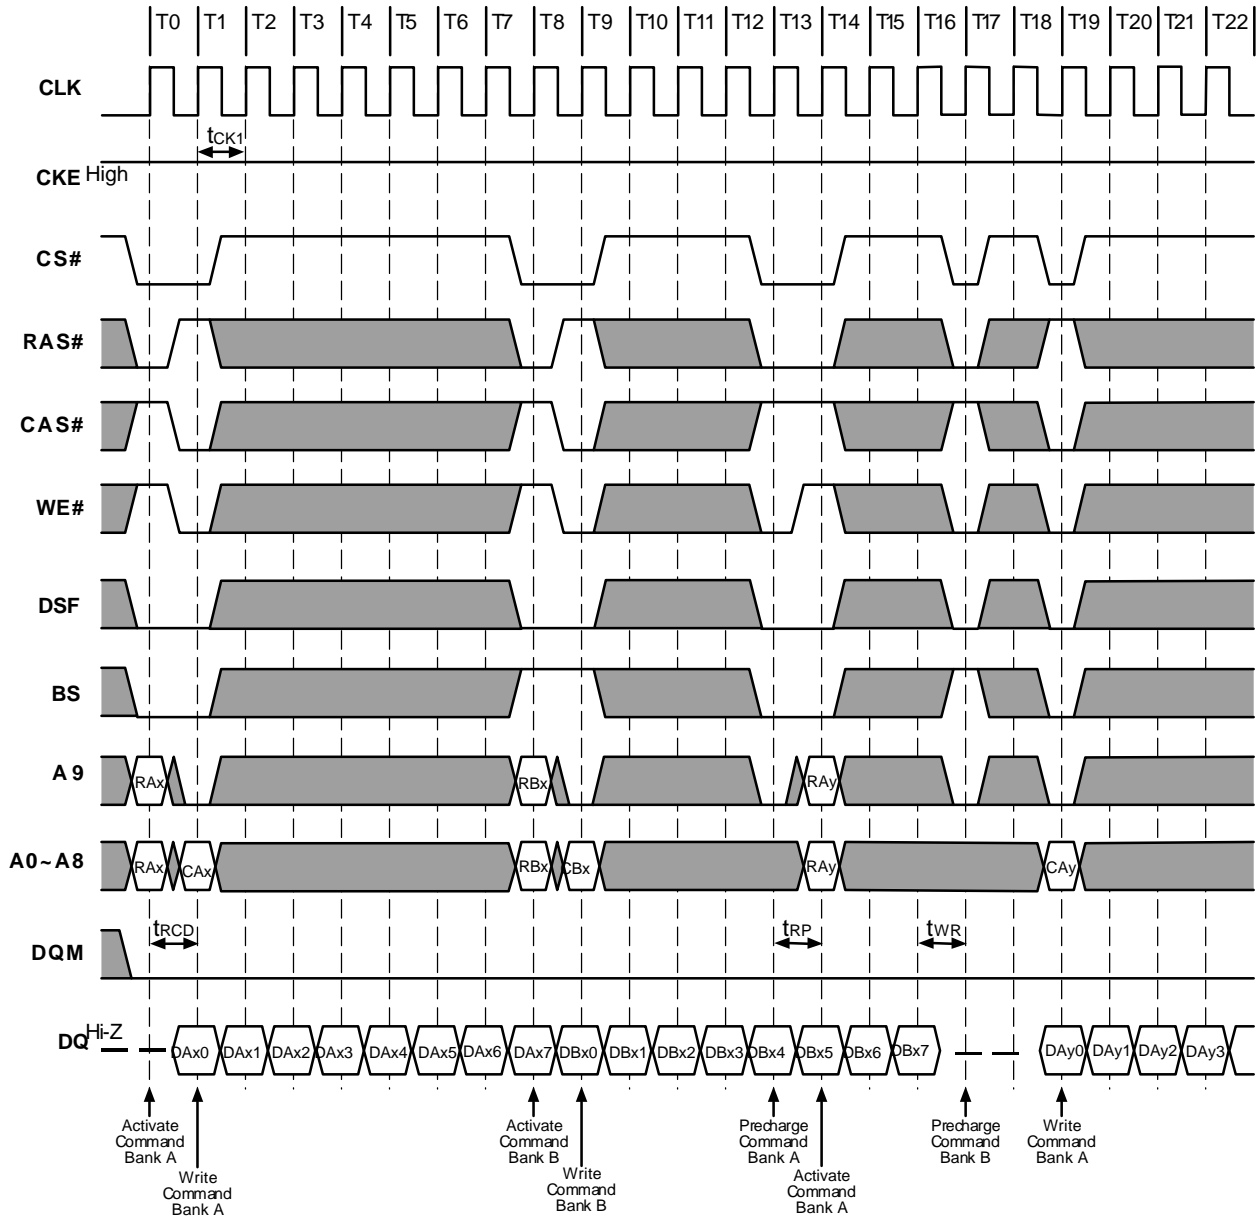 T0 T1 T2 T3 T4 T5 T6 T7 T8 T9 T10 T11 T12 T13 T14 T15 T16 T17 T18 T19 T20 T21 T22
CLK
tCK1
CKE High
CS#
RAS#
CAS#
WE#
DSF
BS
A9 RAx RBx RAy
A0~A8 RAx CAx RBx CBx RAy CAy
tRCD tRP tWR
DQM
DQ Hi-Z DAx0 DAx1 DAx2 DAx3 DAx4 DAx5 DAx6 DAx7 DBx0 DBx1 DBx2 DBx3 DBx4 DBx5 DBx6 DBx7 DAy0 DAy1 DAy2 DAy3
Activate
Command
Bank A
Write
Command
Bank A
Activate
Command
Bank B
Write
Command
Bank B
Precharge
Command
Bank A
Activate
Command
Bank A
Precharge
Command
Bank B
Write
Command
Bank A